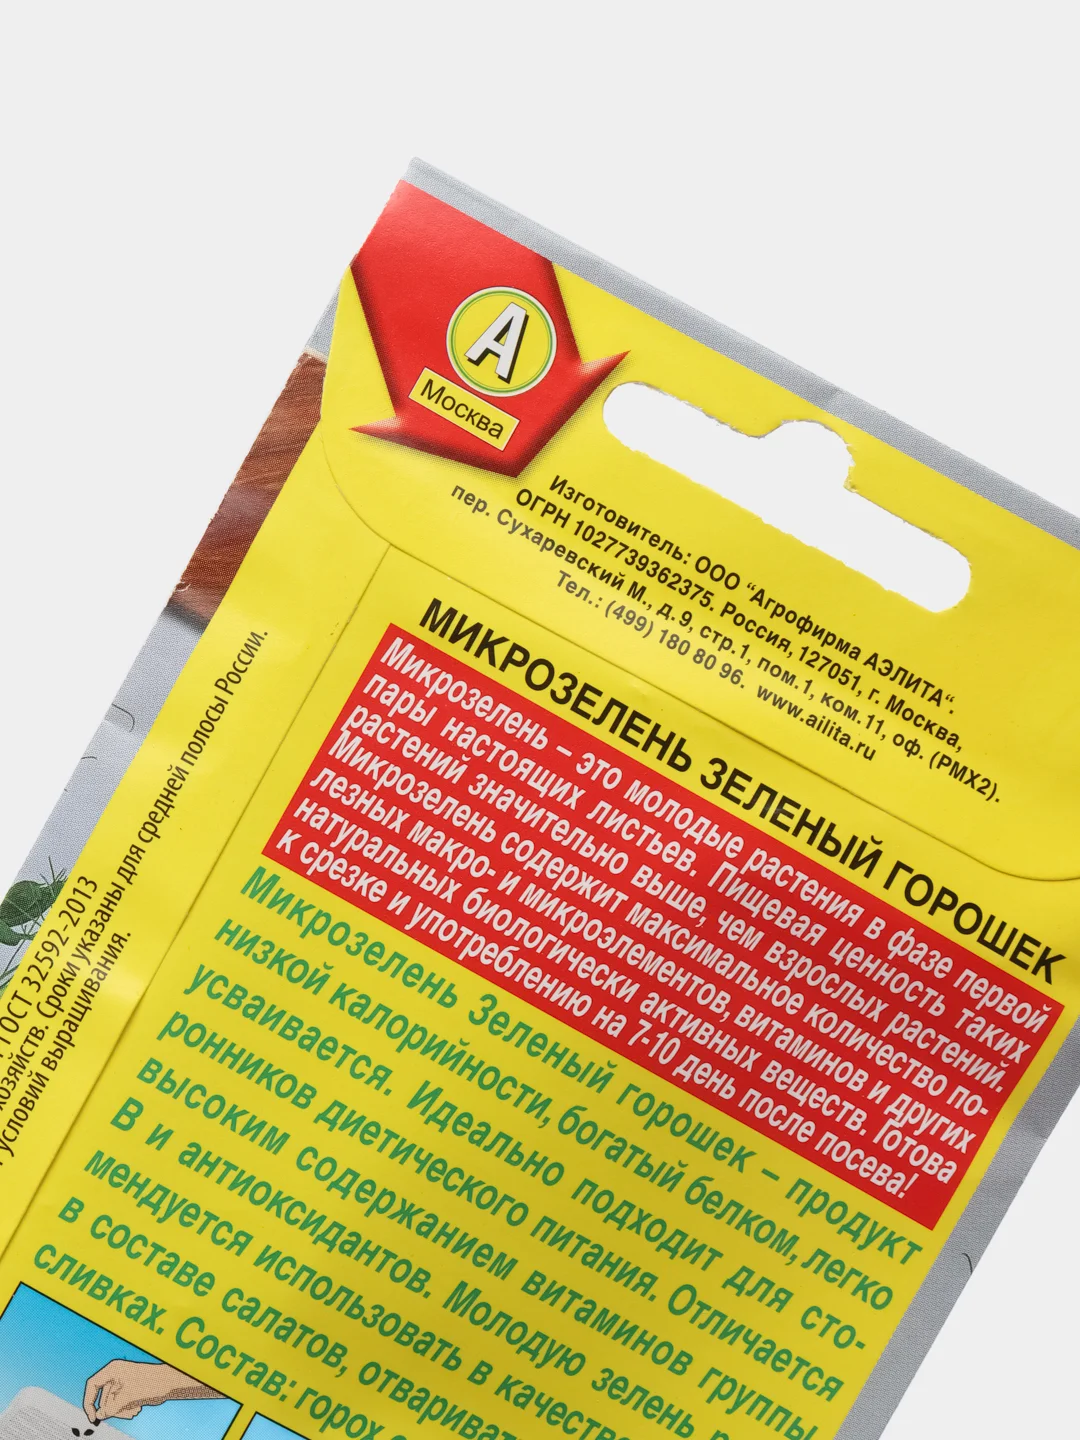 А
Москва
Изготовитель: ООО “Агрофирма АЭЛИТА“.
ОГРН 1027739362375. Россия, 127051, г. Москва,
пер. Сухаревский М., д. 9, стр.1, пом.1, ком.11, оф. (РМХ2).
Тел.: (499) 180 80 96. www.ailita.ru
МИКРОЗЕЛЕНЬ ЗЕЛЕНЫЙ ГОРОШЕК
Микрозелень – это молодые растения в фазе первой
пары настоящих листьев. Пищевая ценность таких
растений значительно выше, чем взрослых растений.
Микрозелень содержит максимальное количество по-
лезных макро- и микроэлементов, витаминов и других
натуральных биологически активных веществ. Готова
к срезке и употреблению на 7-10 день после посева!
Микрозелень Зеленый горошек – продукт
низкой калорийности, богатый белком, легко
усваивается. Идеально подходит для сто-
ронников диетического питания. Отличается
высоким содержанием витаминов группы
В и антиоксидантов. Молодую зелень р
мендуется использовать в качеств
в составе салатов, отвариват
сливках. Состав: горох
ГОСТ 32592-2013
хозяйств. Сроки указаны для средней полосы России.
условий выращивания.